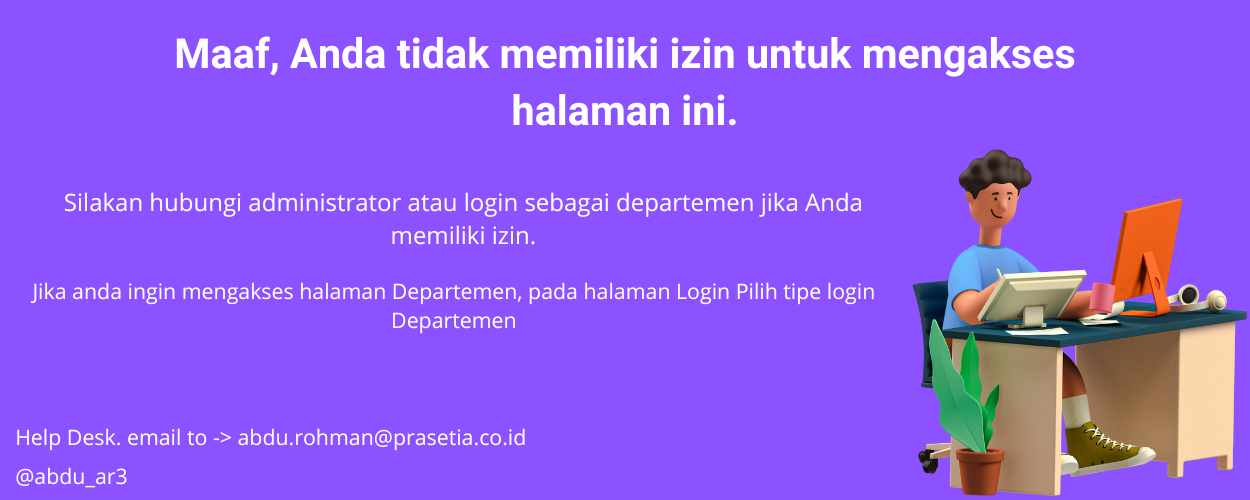 Maaf, Anda tidak memiliki izin untuk mengakses
halaman ini.
Silakan hubungi administrator atau login sebagai departemen jika Anda
memiliki izin.
Jika anda ingin mengakses halaman Departemen, pada halaman Login Pilih tipe login
Departemen
Help Desk. email to -> abdu.rohman@prasetia.co.id
@abdu_ar3